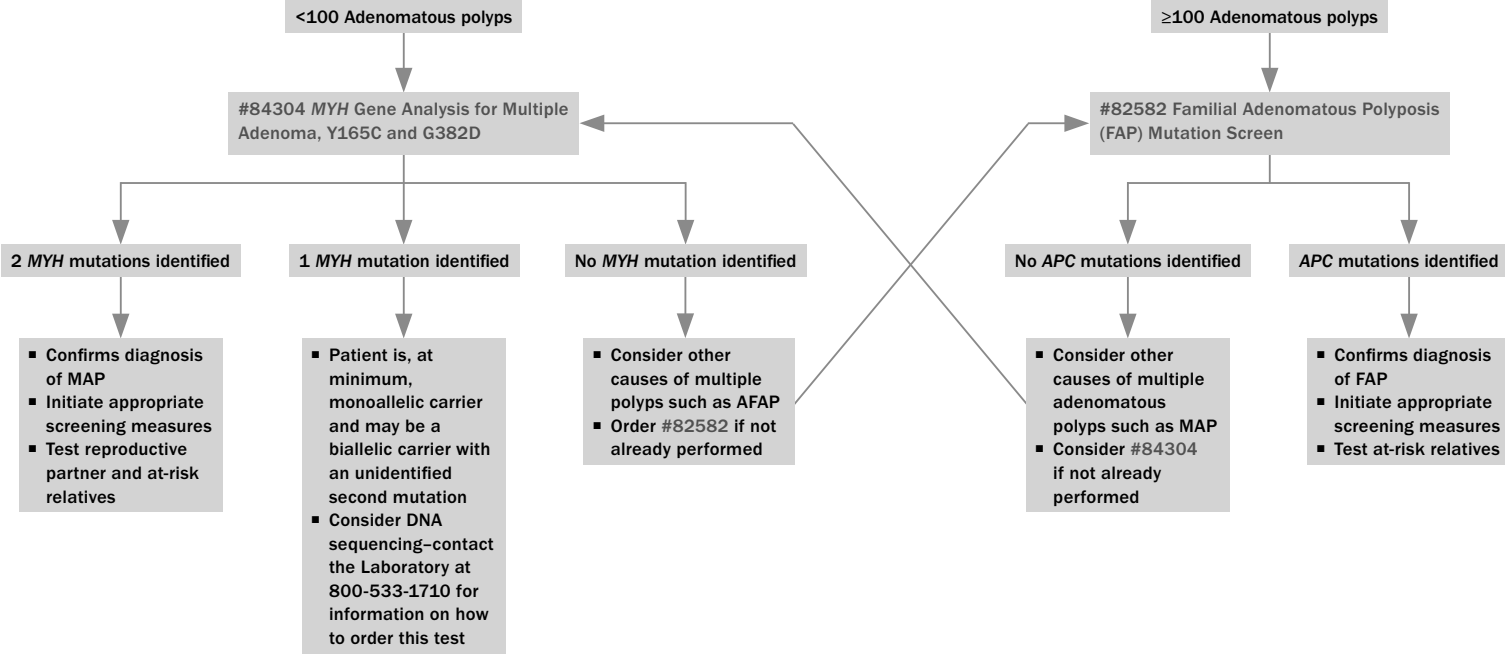 <100 Adenomatous polyps
≥100 Adenomatous polyps
#84304 MYH Gene Analysis for Multiple
Adenoma, Y165C and G382D
#82582 Familial Adenomatous Polyposis
(FAP) Mutation Screen
2 MYH mutations identified
1 MYH mutation identified
No MYH mutation identified
No APC mutations identified
APC mutations identified
▪ Confirms diagnosis
of MAP
▪ Initiate appropriate
screening measures
▪ Test reproductive
partner and at-risk
relatives
▪ Patient is, at
minimum,
monoallelic carrier
and may be a
biallelic carrier with
an unidentified
second mutation
▪ Consider DNA
sequencing–contact
the Laboratory at
800-533-1710 for
information on how
to order this test
▪ Consider other
causes of multiple
polyps such as AFAP
▪ Order #82582 if not
already performed
▪ Consider other
causes of multiple
adenomatous
polyps such as MAP
▪ Consider #84304
if not already
performed
▪ Confirms diagnosis
of FAP
▪ Initiate appropriate
screening measures
▪ Test at-risk relatives